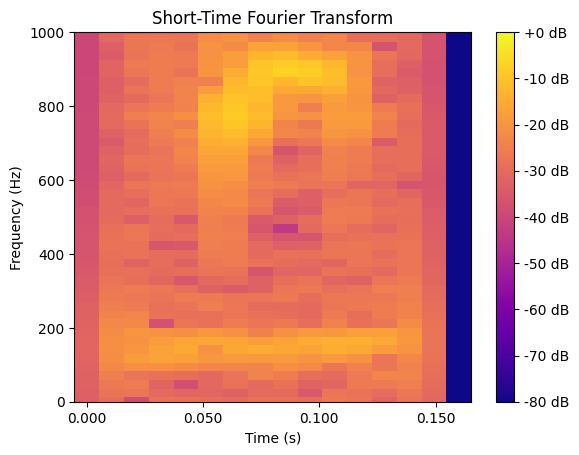 Short-Time Fourier Transform
1000
800
600
400
200
0
Frequency (Hz)
0.000
0.050
0.100
0.150
Time (s)
+0 dB
-10 dB
-20 dB
-30 dB
-40 dB
-50 dB
-60 dB
-70 dB
-80 dB